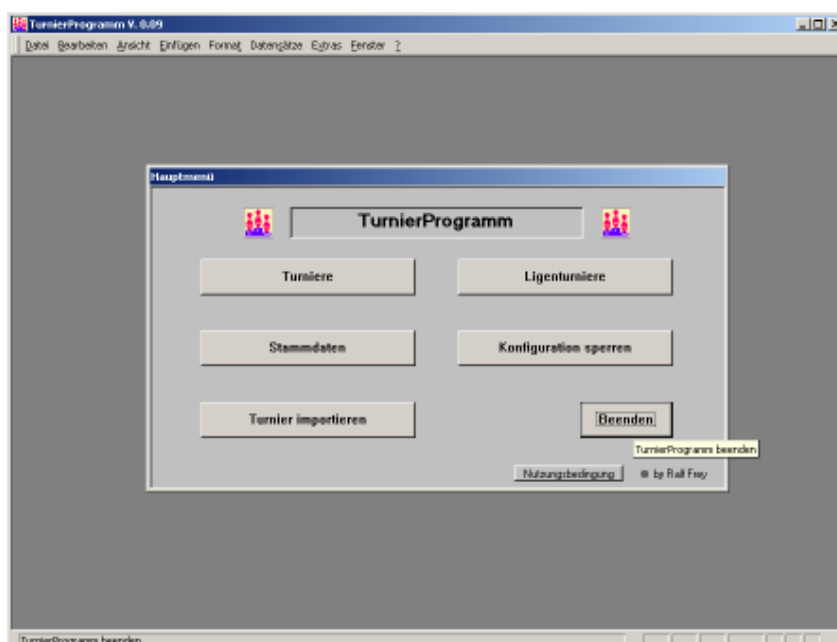 TurnierProgramm V. 0.09
Datei Bearbeiten Ansicht Einfügen Format Datensätze Extras Fenster ?
Hauptmenü
TurnierProgramm
Turniere Ligenturniere
Stammdaten Konfiguration sperren
Turnier importieren Beenden
TurnierProgramm beenden
Nutzungsbedingung by Ralf Frey
TurnierProgramm beenden